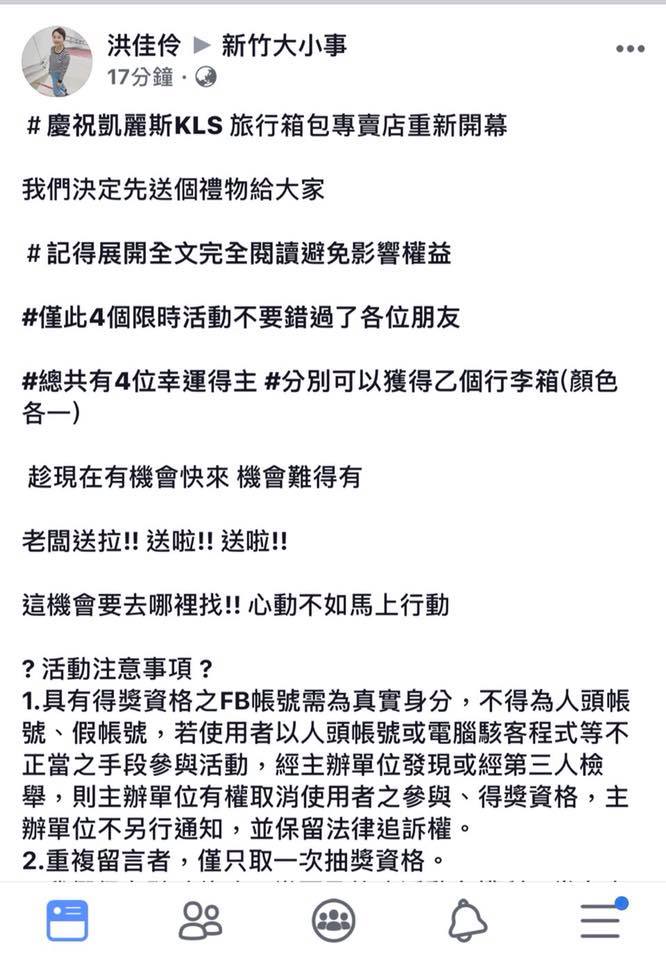 洪佳伶 ▶ 新竹大小事
17分鐘 ·
＃慶祝凱麗斯KLS 旅行箱包專賣店重新開幕
我們決定先送個禮物給大家
＃記得展開全文完全閱讀避免影響權益
#僅此4個限時活動不要錯過了各位朋友
#總共有4位幸運得主 #分別可以獲得乙個行李箱(顏色
各一)
趁現在有機會快來 機會難得有
老闆送拉!! 送啦!! 送啦!!
這機會要去哪裡找!! 心動不如馬上行動
? 活動注意事項 ?
1.具有得獎資格之FB帳號需為真實身分，不得為人頭帳
號、假帳號，若使用者以人頭帳號或電腦駭客程式等不
正當之手段參與活動，經主辦單位發現或經第三人檢
舉，則主辦單位有權取消使用者之參與、得獎資格，主
辦單位不另行通知，並保留法律追訴權。
2.重複留言者，僅只取一次抽獎資格。